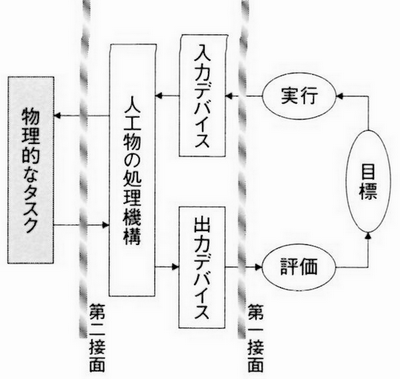 物理的なタスク
人工物の処理機構
入力デバイス
出力デバイス
実行
目標
評価
第二接面
第一接面